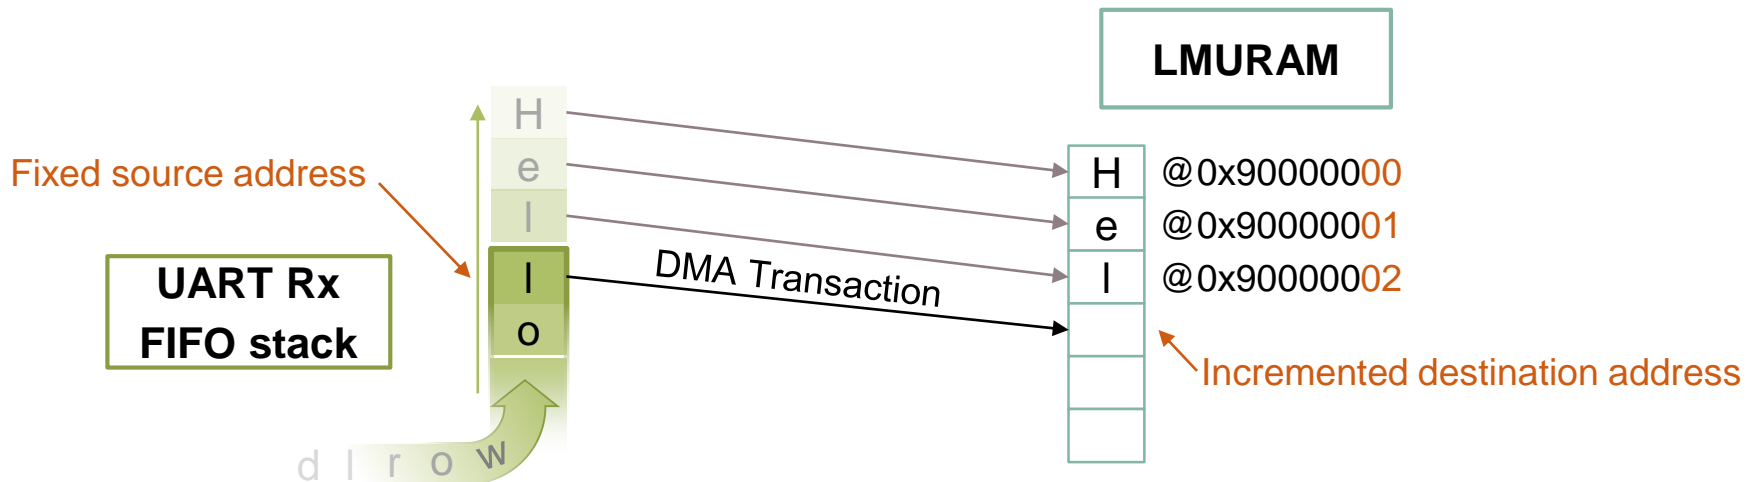 LMURAM
H
e
l
l
o
Fixed source address
UART Rx
FIFO stack
d l r o w
DMA Transaction
H @0x90000000
e @0x90000001
l @0x90000002
Incremented destination address